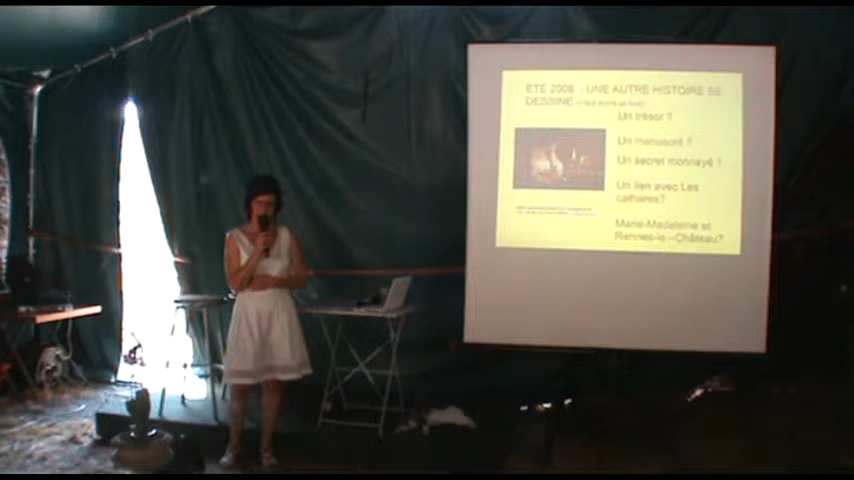 ETÉ 2008 : UNE AUTRE HISTOIRE SE
DESSINE
Un trésor ?
Un manuscrit ?
Un secret monnayé ?
Un lien avec Les
cathares?
Marie-Madeleine et
Rennes-le-Château?